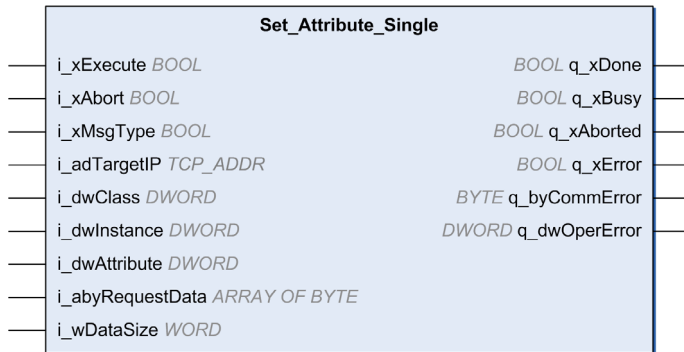 Set_Attribute_Single
i_xExecute BOOL BOOL q_xDone
i_xAbort BOOL BOOL q_xBusy
i_xMsgType BOOL BOOL q_xAborted
i_adTargetIP TCP_ADDR BOOL q_xError
i_dwClass DWORD BYTE q_byCommError
i_dwInstance DWORD DWORD q_dwOperError
i_dwAttribute DWORD
i_abyRequestData ARRAY OF BYTE
i_wDataSize WORD